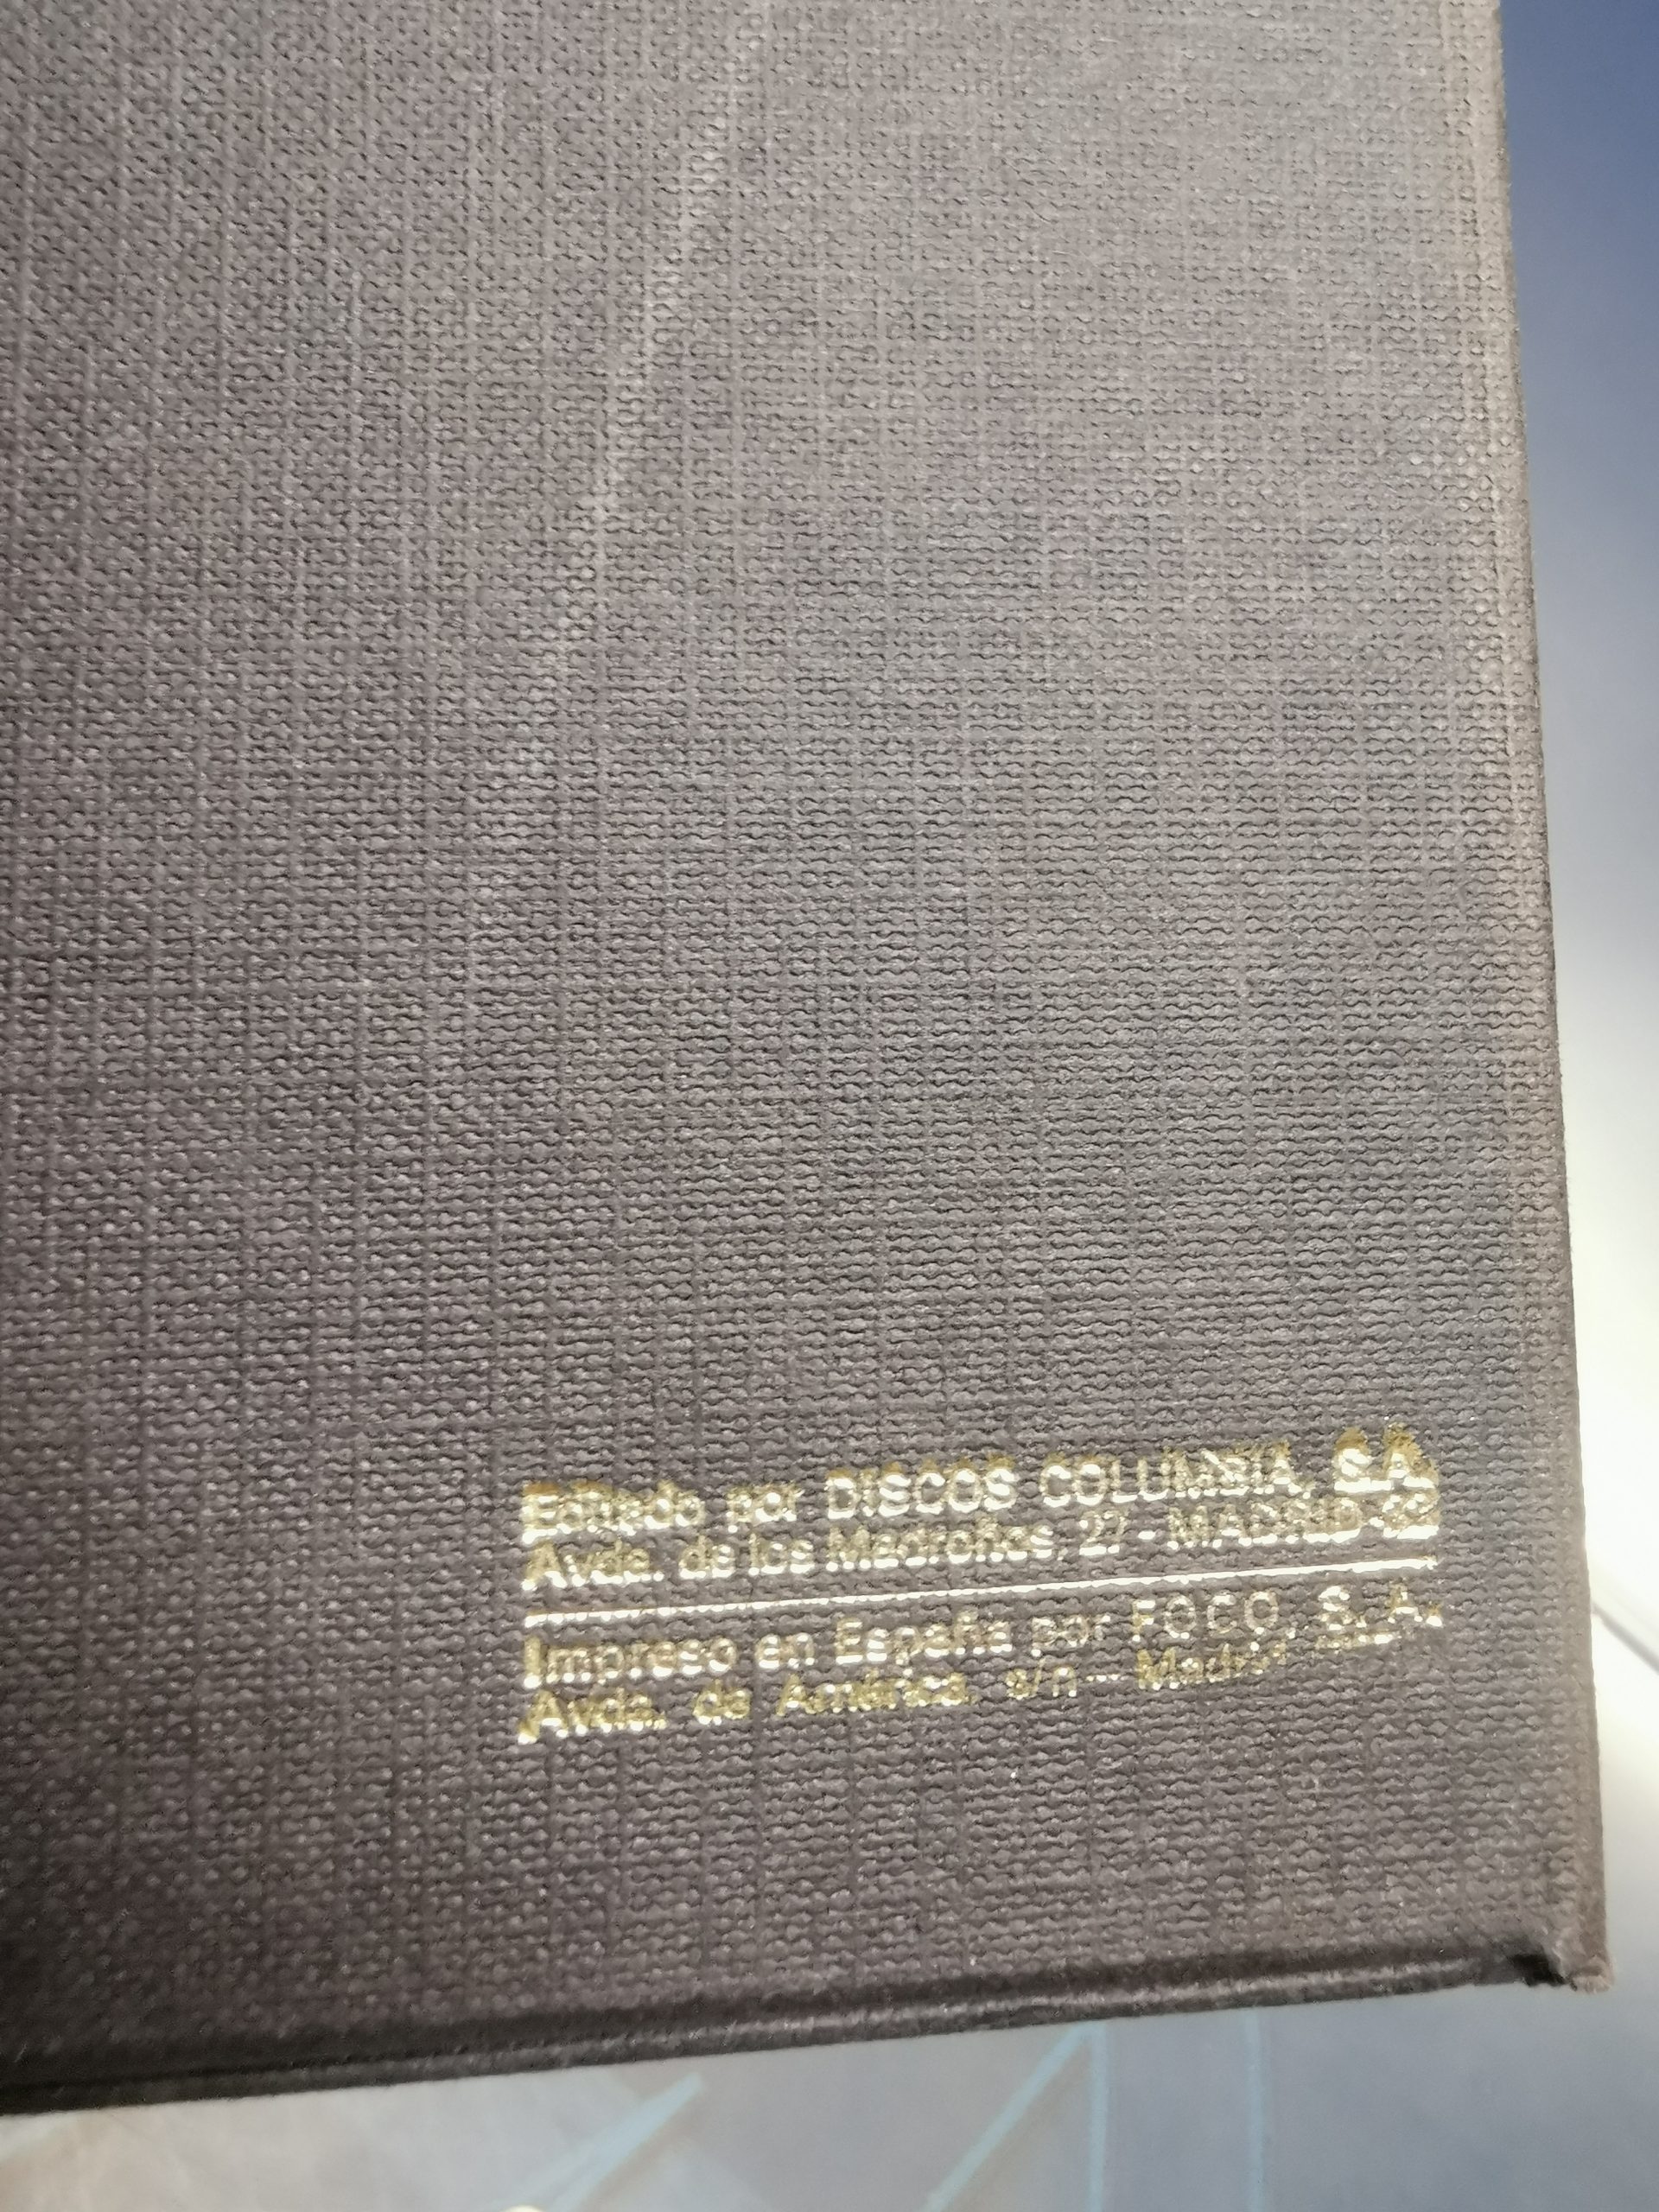 Editado por DISCOS COLUMBIA, S.A.
Avda. de los Madroños, 27 - MADRID
Impreso en España por FOCO, S. A.
Avda. de América, s/n - Madrid